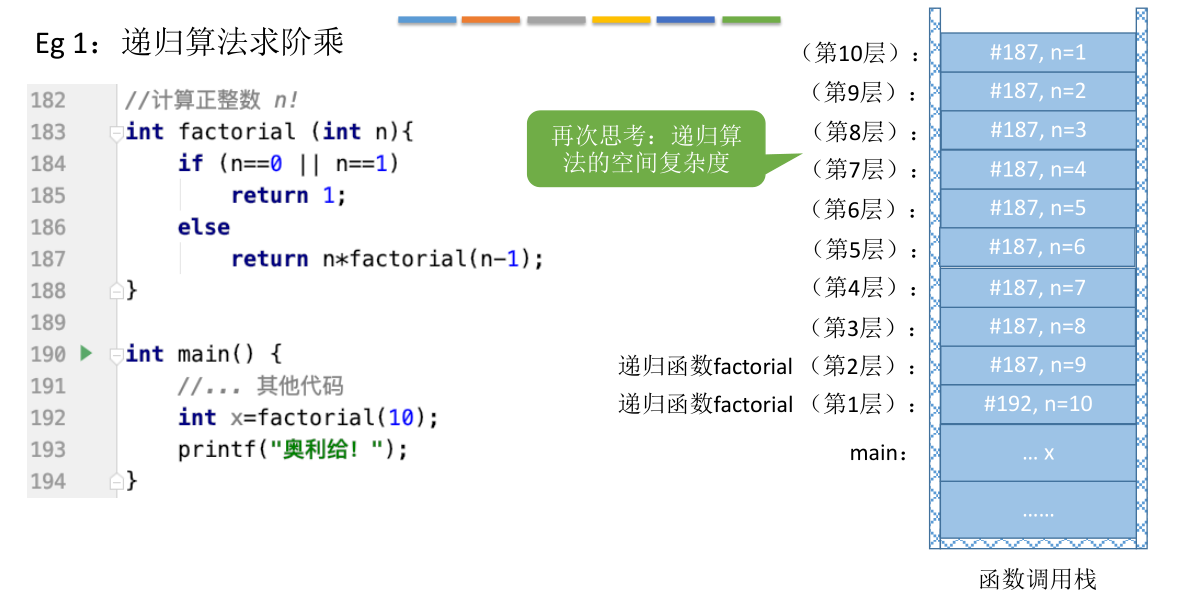 Eg 1：递归算法求阶乘
182 //计算正整数 n!
183 int factorial (int n){
184 if (n==0 || n==1)
185 return 1;
186 else
187 return n*factorial(n-1);
188 }
189
190 int main() {
191 //... 其他代码
192 int x=factorial(10);
193 printf("奥利给！");
194 }
再次思考：递归算
法的空间复杂度
（第10层）： #187, n=1
（第9层）： #187, n=2
（第8层）： #187, n=3
（第7层）： #187, n=4
（第6层）： #187, n=5
（第5层）： #187, n=6
（第4层）： #187, n=7
（第3层）： #187, n=8
递归函数factorial （第2层）： #187, n=9
递归函数factorial （第1层）： #192, n=10
main： … x
……
函数调用栈